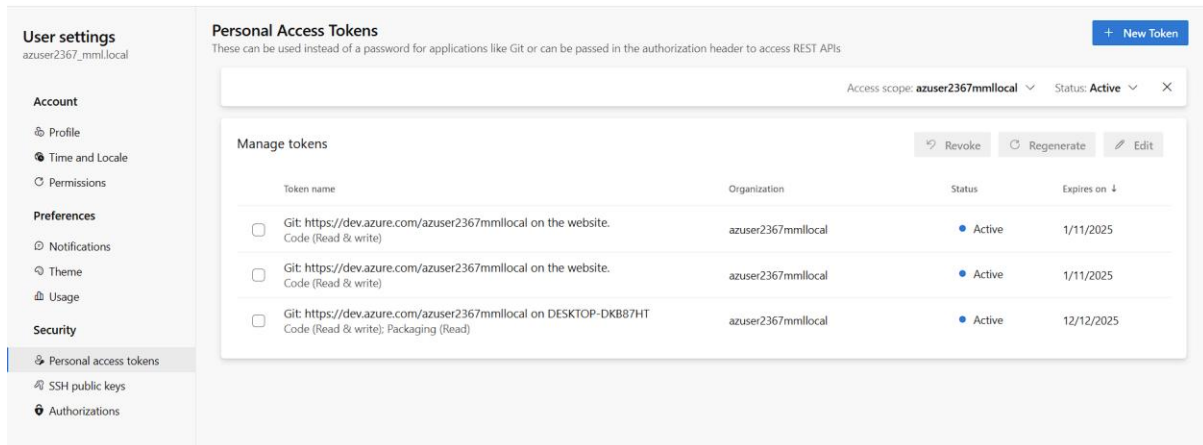 User settings
azuser2367_mml.local
Account
Profile
Time and Locale
Permissions
Preferences
Notifications
Theme
Usage
Security
Personal access tokens
SSH public keys
Authorizations
Personal Access Tokens
These can be used instead of a password for applications like Git or can be passed in the authorization header to access REST APIs
+ New Token
Access scope: azuser2367mmllocal Status: Active
Manage tokens
Revoke Regenerate Edit
Token name Organization Status Expires on ↓
Git: https://dev.azure.com/azuser2367mmllocal on the website.
Code (Read & write)
azuser2367mmllocal Active 1/11/2025
Git: https://dev.azure.com/azuser2367mmllocal on the website.
Code (Read & write)
azuser2367mmllocal Active 1/11/2025
Git: https://dev.azure.com/azuser2367mmllocal on DESKTOP-DKB87HT
Code (Read & write); Packaging (Read)
azuser2367mmllocal Active 12/12/2025